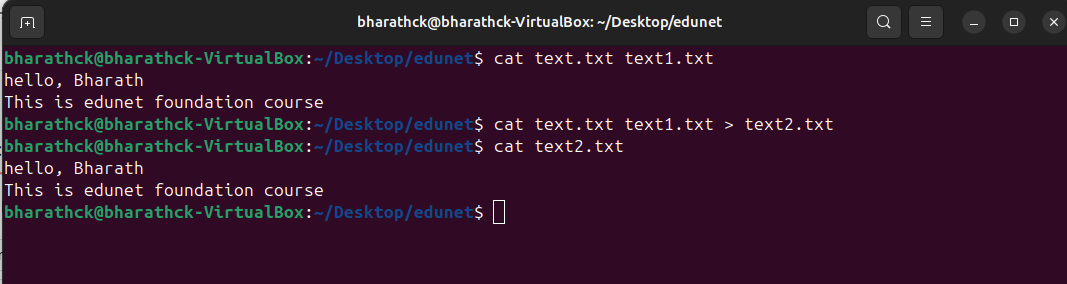 bharathck@bharathck-VirtualBox: ~/Desktop/edunet
bharathck@bharathck-VirtualBox:~/Desktop/edunet$ cat text.txt text1.txt
hello, Bharath
This is edunet foundation course
bharathck@bharathck-VirtualBox:~/Desktop/edunet$ cat text.txt text1.txt > text2.txt
bharathck@bharathck-VirtualBox:~/Desktop/edunet$ cat text2.txt
hello, Bharath
This is edunet foundation course
bharathck@bharathck-VirtualBox:~/Desktop/edunet$